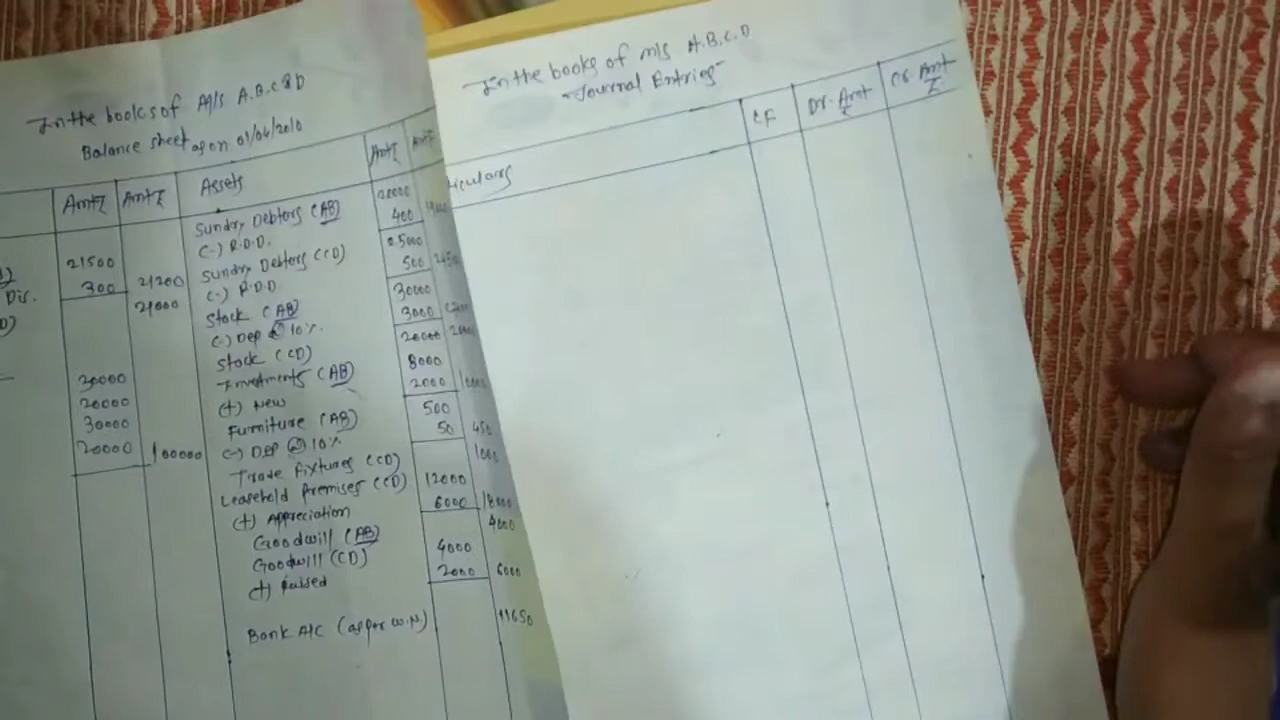 In the books of M/s A.B.C & D
Balance sheet as on 01/04/2010
Amt ₹ Amt ₹ Assets Amt ₹ Amt ₹
Sundry Debtors (AB) 20000
(-) R.D.D. 400
21500 Sundry Debtors (CD) 25000
Dis. 300 21200 (-) R.D.D 500
D) 21000 Stock (AB) 30000
(-) Dep @ 10%. 3000
Stock (CD) 20000
30000 Investments (AB) 8000
20000 (+) New 2000
30000 Furniture (AB) 500
20000 100000 (-) Dep @ 10% 50 450
Trade Fixtures (CD) 1000
Leasehold Premises (CD) 12000
(+) Appreciation 6000 18000
Goodwill (AB) 4000
Goodwill (CD) 4000
(+) Raised 2000 6000
Bank A/C (as per W.N) 11650
In the books of m/s A.B.C.D
Journal Entries
iculars LF Dr. Amt ₹ Cr. Amt ₹